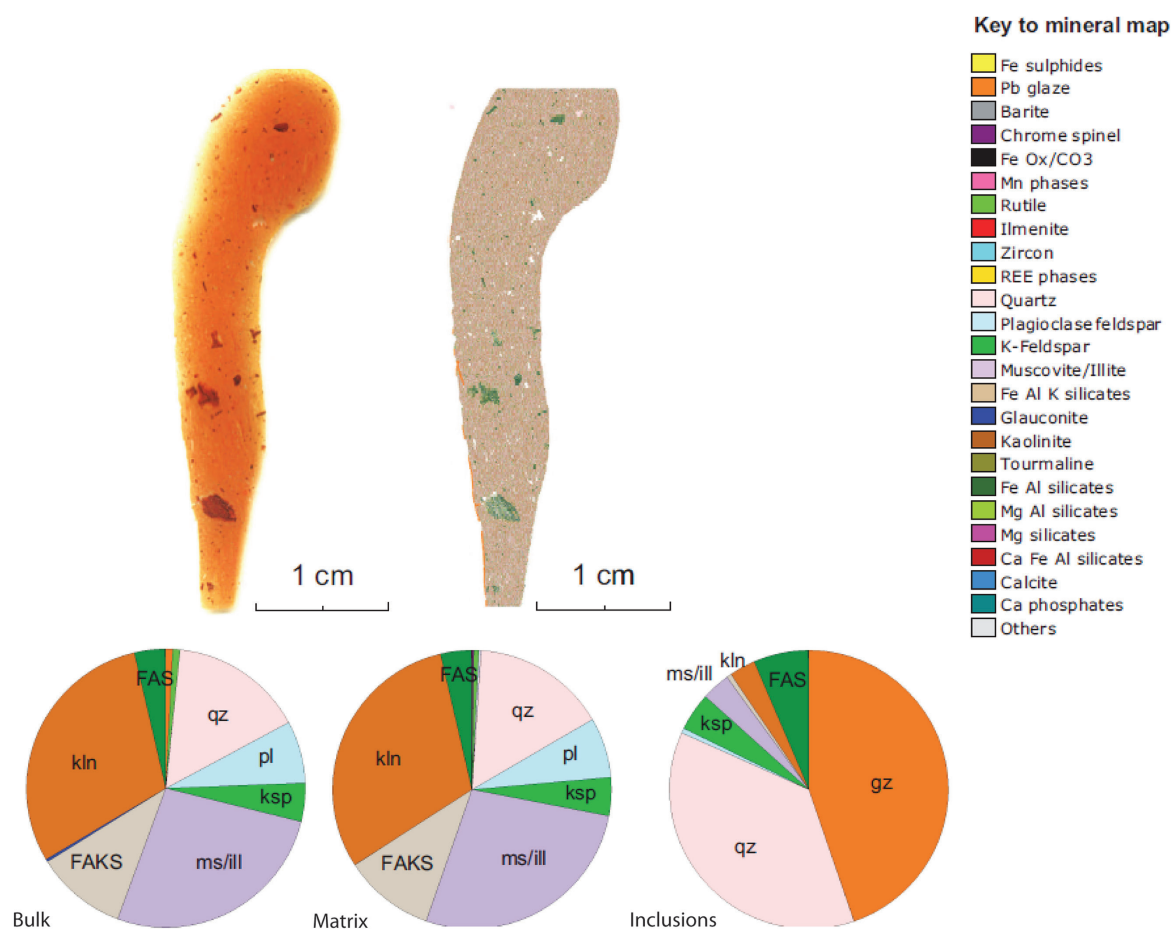 Key to mineral map
Fe sulphides
Pb glaze
Barite
Chrome spinel
Fe Ox/CO3
Mn phases
Rutile
Ilmenite
Zircon
REE phases
Quartz
Plagioclase feldspar
K-Feldspar
Muscovite/Illite
Fe Al K silicates
Glauconite
Kaolinite
Tourmaline
Fe Al silicates
Mg Al silicates
Mg silicates
Ca Fe Al silicates
Calcite
Ca phosphates
Others
1 cm
1 cm
FAS
qz
pl
ksp
ms/ill
FAKS
kln
Bulk
FAS
qz
pl
ksp
ms/ill
FAKS
kln
Matrix
FAS
gz
qz
ksp
ms/ill
kln
Inclusions